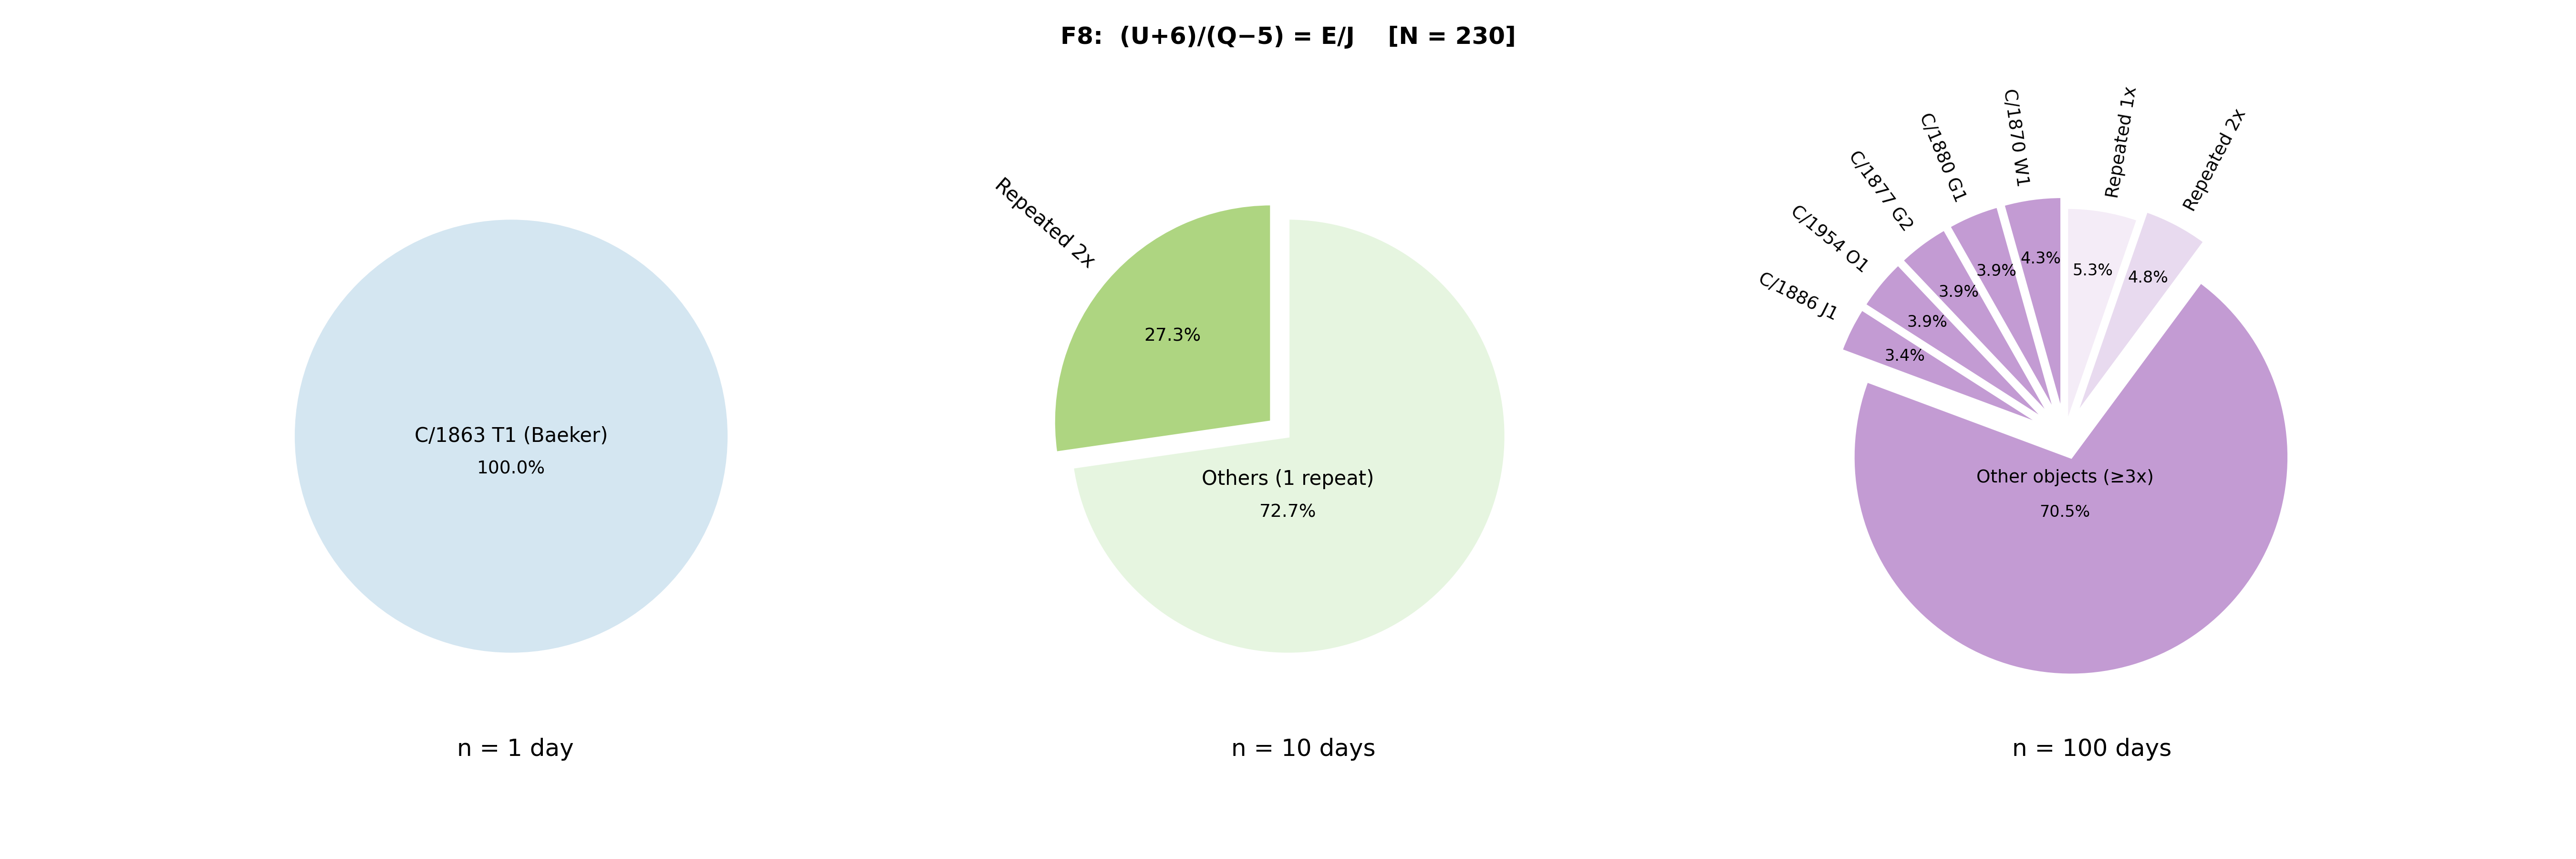 F8:  (U+6)/(Q−5) = E/J    [N = 230]
C/1863 T1 (Baeker)
100.0%
n = 1 day
Repeated 2x
27.3%
Others (1 repeat)
72.7%
n = 10 days
C/1886 J1
C/1954 O1
C/1877 G2
C/1880 G1
C/1870 W1
Repeated 1x
Repeated 2x
3.4%
3.9%
3.9%
3.9%
4.3%
5.3%
4.8%
Other objects (≥3x)
70.5%
n = 100 days